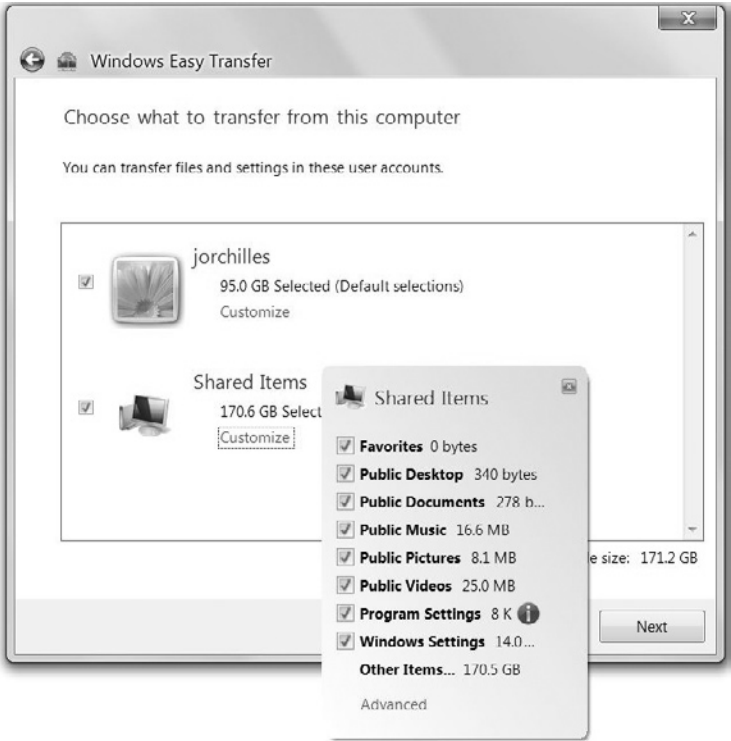 X
Windows Easy Transfer
Choose what to transfer from this computer
You can transfer files and settings in these user accounts.
jorchilles
95.0 GB Selected (Default selections)
Customize
Shared Items
170.6 GB Select
Customize
Shared Items
Favorites 0 bytes
Public Desktop 340 bytes
Public Documents 278 b...
Public Music 16.6 MB
Public Pictures 8.1 MB
Public Videos 25.0 MB
Program Settings 8 K
Windows Settings 14.0...
Other Items... 170.5 GB
Advanced
e size: 171.2 GB
Next